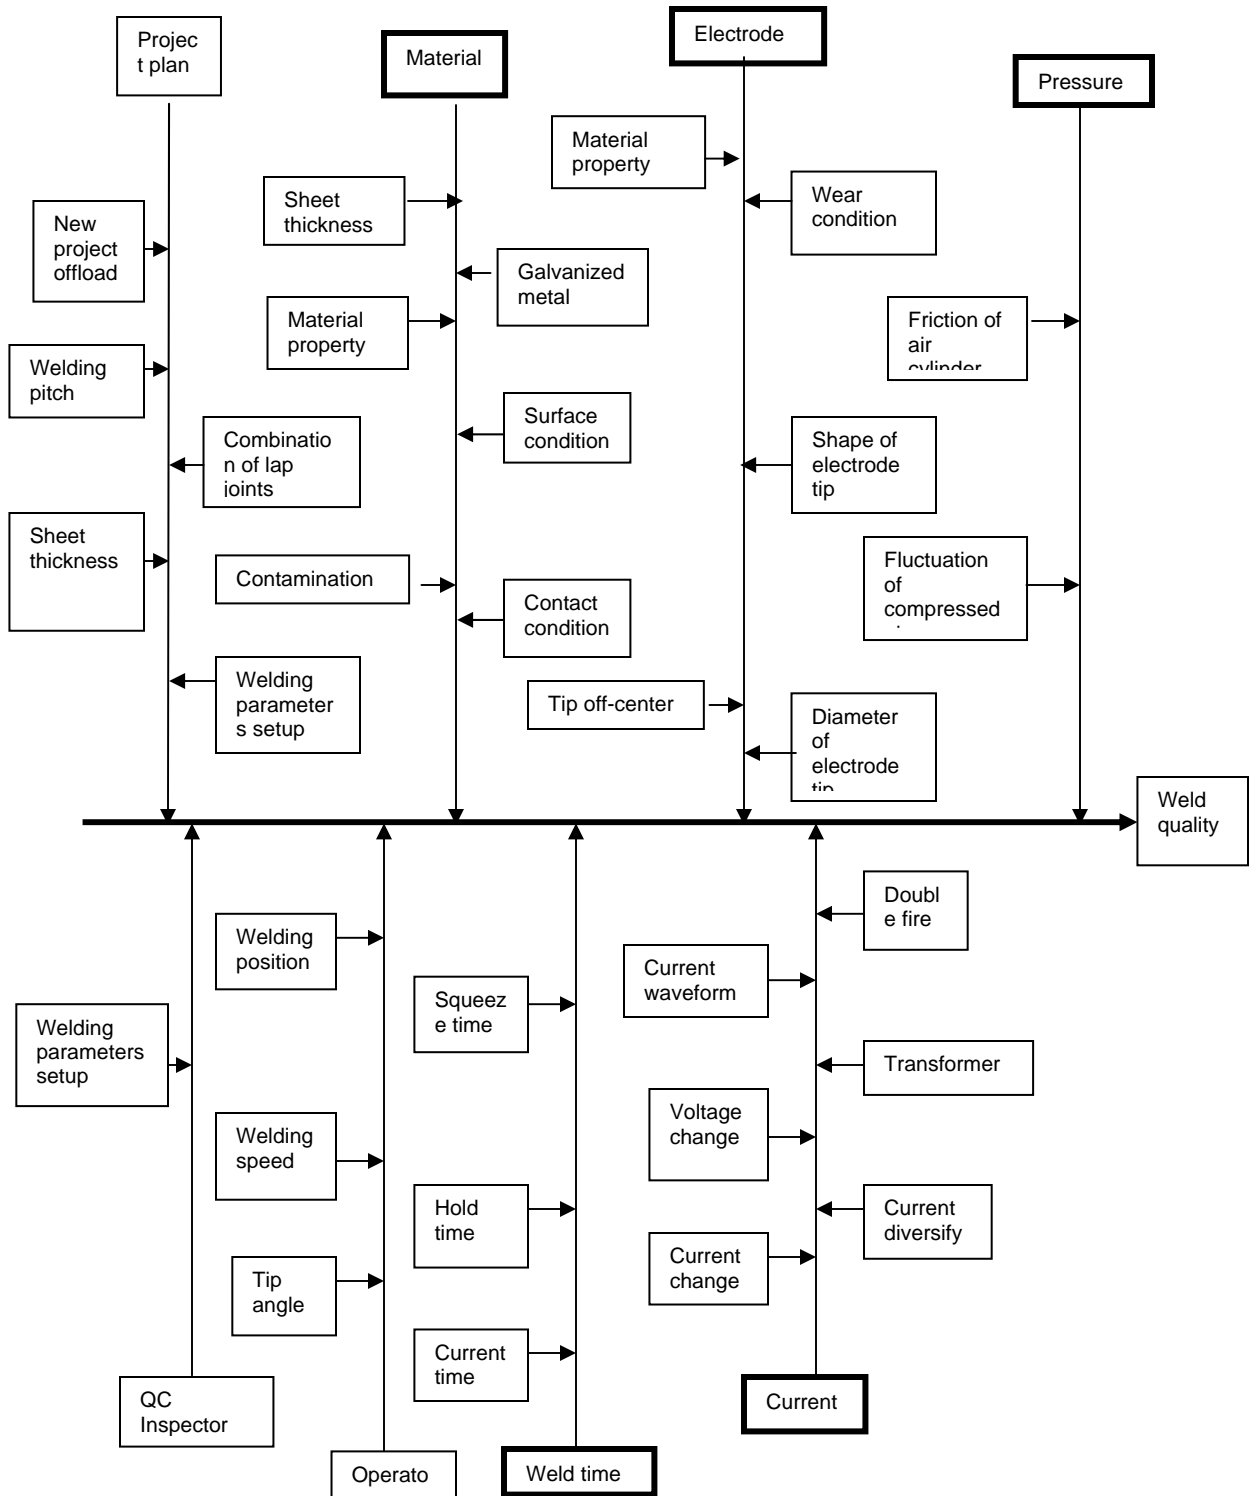 Projec
t plan
Material
Electrode
Pressure
Material
property
Sheet
thickness
Wear
condition
New
project
offload
Galvanized
metal
Material
property
Friction of
air
cylinder
Welding
pitch
Surface
condition
Combinatio
n of lap
joints
Shape of
electrode
tip
Sheet
thickness
Contamination
Fluctuation
of
compressed
Contact
condition
Welding
parameter
s setup
Tip off-center
Diameter
of
electrode
tip
Weld
quality
Doubl
e fire
Welding
position
Current
waveform
Squeez
e time
Welding
parameters
setup
Transformer
Voltage
change
Welding
speed
Hold
time
Current
diversify
Current
change
Tip
angle
Current
time
QC
Inspector
Current
Operato
Weld time